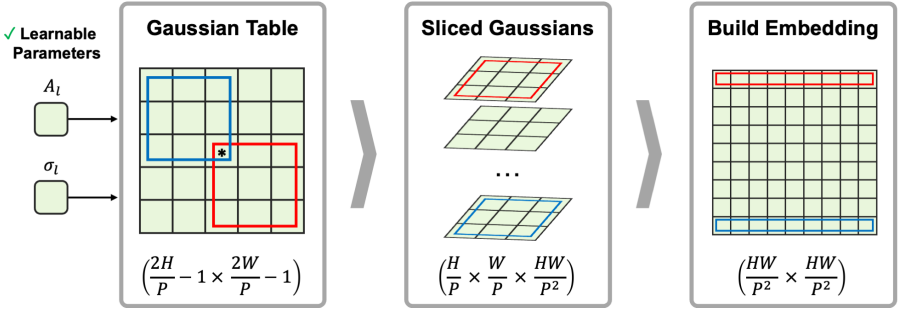 ✓ Learnable
Parameters
A_l
σ_l
Gaussian Table
*
(2H/P − 1 × 2W/P − 1)
Sliced Gaussians
...
(H/P × W/P × HW/P²)
Build Embedding
(HW/P² × HW/P²)